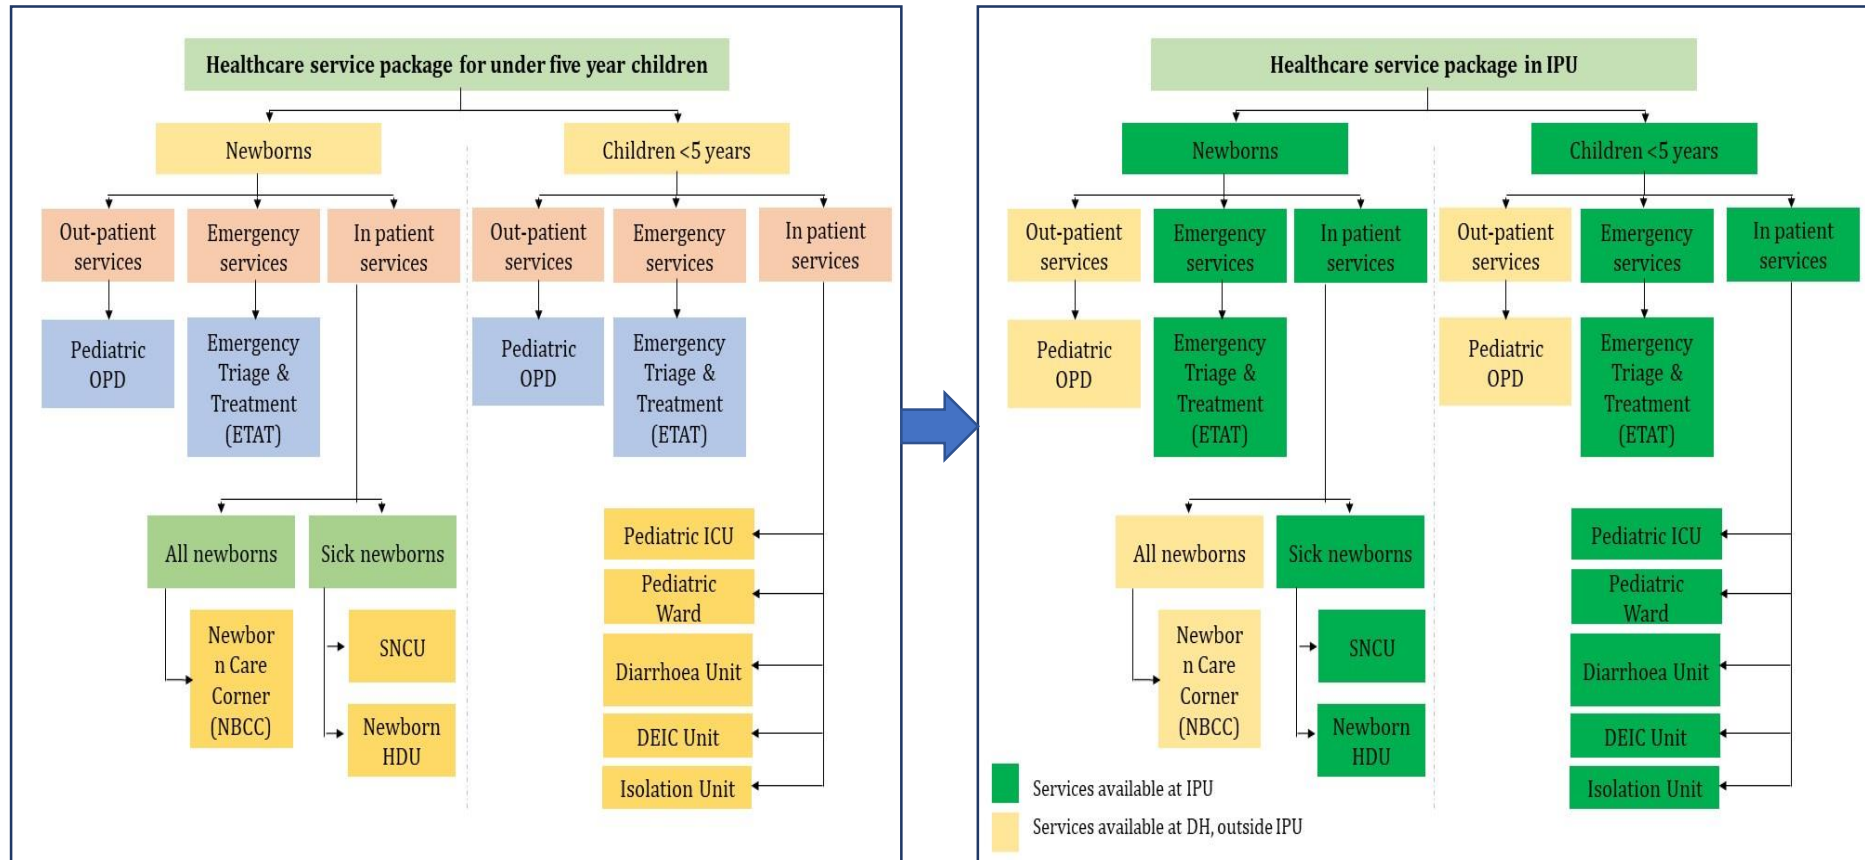 Healthcare service package for under five year children
Newborns
Children <5 years
Out-patient
services
Emergency
services
In patient
services
Out-patient
services
Emergency
services
In patient
services
Pediatric
OPD
Emergency
Triage &
Treatment
(ETAT)
Pediatric
OPD
Emergency
Triage &
Treatment
(ETAT)
All newborns
Sick newborns
Newbor
n Care
Corner
(NBCC)
SNCU
Newborn
HDU
Pediatric ICU
Pediatric
Ward
Diarrhoea Unit
DEIC Unit
Isolation Unit
Healthcare service package in IPU
Newborns
Children <5 years
Out-patient
services
Emergency
services
In patient
services
Out-patient
services
Emergency
services
In patient
services
Pediatric
OPD
Emergency
Triage &
Treatment
(ETAT)
Pediatric
OPD
Emergency
Triage &
Treatment
(ETAT)
All newborns
Sick newborns
Newbor
n Care
Corner
(NBCC)
SNCU
Newborn
HDU
Pediatric ICU
Pediatric
Ward
Diarrhoea Unit
DEIC Unit
Isolation Unit
Services available at IPU
Services available at DH, outside IPU